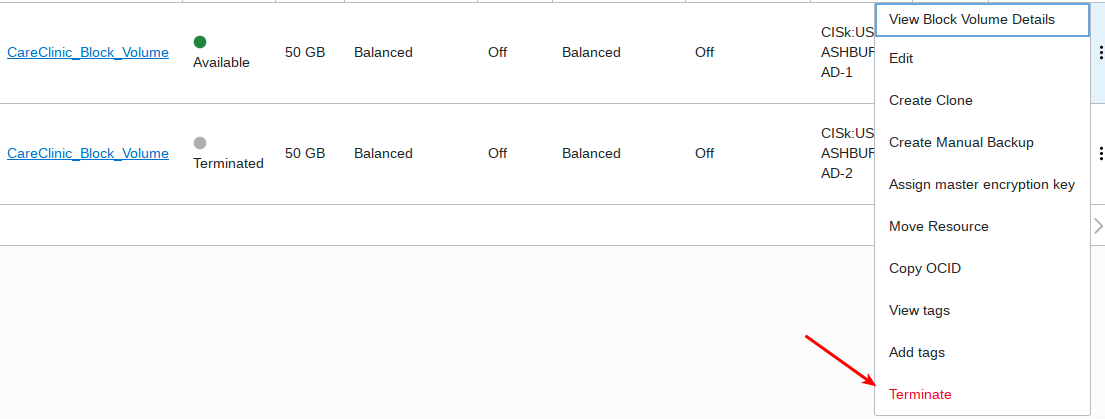 CareClinic_Block_Volume
Available
50 GB
Balanced
Off
Balanced
Off
CISk:US
ASHBUR
AD-1
CareClinic_Block_Volume
Terminated
50 GB
Balanced
Off
Balanced
Off
CISk:US
ASHBUR
AD-2
View Block Volume Details
Edit
Create Clone
Create Manual Backup
Assign master encryption key
Move Resource
Copy OCID
View tags
Add tags
Terminate